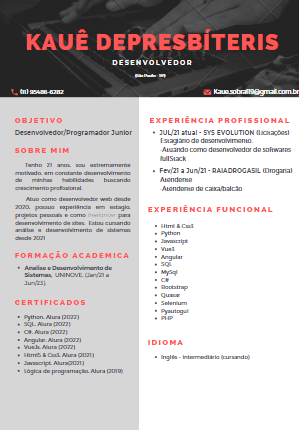 KAUÊ DEPRESBÍTERIS
DESENVOLVEDOR
(São Paulo - SP)
(11) 95486-6282
Kaue.sobral19@gmail.com.br
OBJETIVO
Desenvolvedor/Programador Junior
SOBRE MIM
Tenho 21 anos, sou extremamente
motivado, em constante desenvolvimento
de minhas habilidades buscando
crescimento profissional.
Atuo como desenvolvedor web desde
2020, possuo experiência em estágio,
projetos pessoais e como freelancer para
desenvolvimento de sites. Estou cursando
análise e desenvolvimento de sistemas
desde 2021
FORMAÇÃO ACADEMICA
Analise e Desenvolvimento de
Sistemas, UNINOVE, (Jan/21 a
Jun/23).
CERTIFICADOS
Python, Alura (2022)
SQL, Alura (2022)
C#, Alura (2022)
Angular, Alura (2022)
VueJs, Alura(2022)
Html5 & Css3, Alura(2021)
Javascript, Alura(2021)
Lógica de programação, Alura (2019)
EXPERIÊNCIA PROFISSIONAL
JUL/21 atual - SYS EVOLUTION (Licitações)
Estagiário de desenvolvimento.
-Atuando como desenvolvedor de softwares
fullStack
Fev/21 a Jun/21 - RAIADROGASIL (Drogaria)
Atendente
-Atendente de caixa/balcão
EXPERIÊNCIA FUNCIONAL
Html & Css3
Python
Javascript
Vue3
Angular
SQL
MySql
C#
Bootstrap
Quasar
Selenium
Pyautogui
PHP
IDIOMA
Inglês - intermediário (cursando)